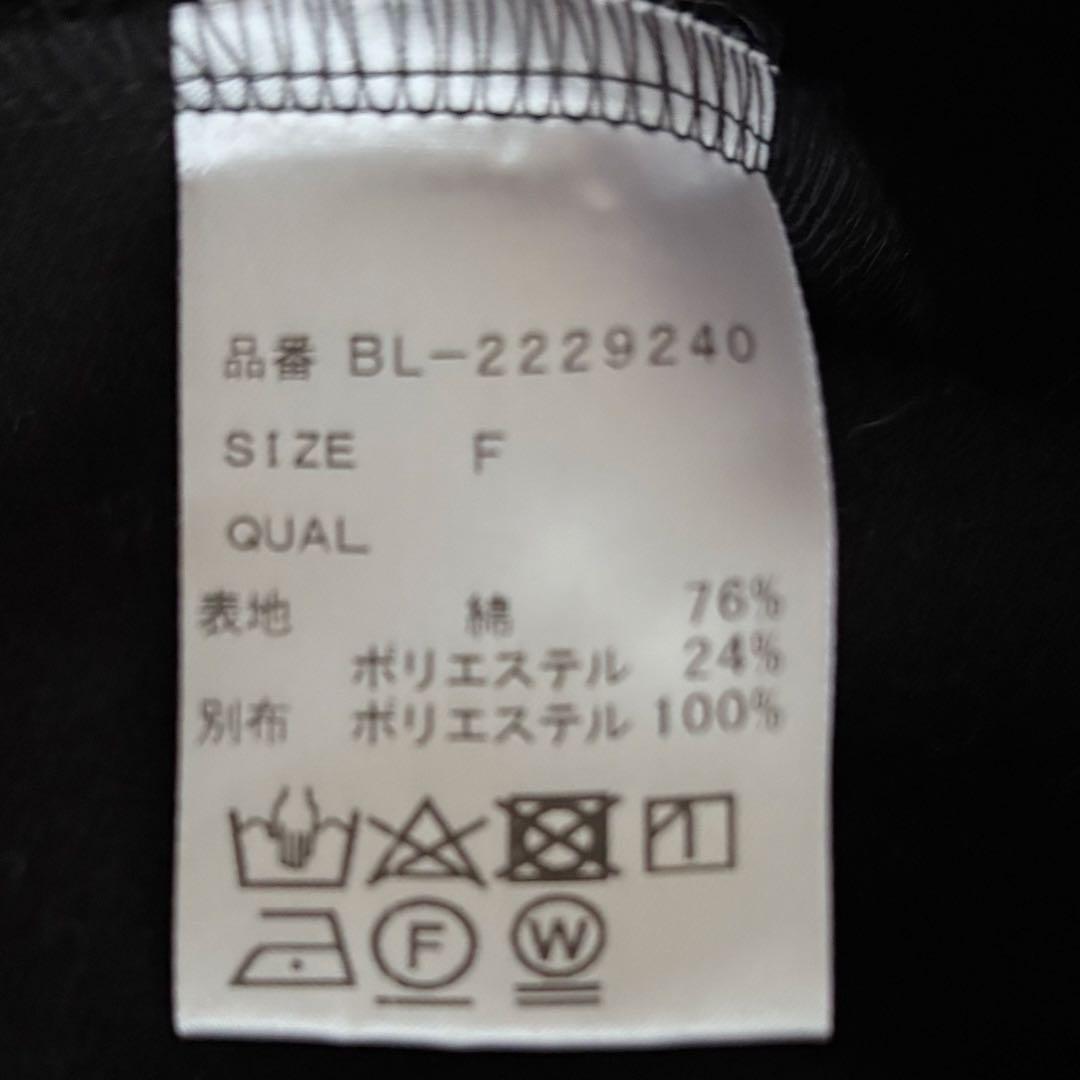 品番 BL-2229240
SIZE F
QUAL
表地 綿 76%
ポリエステル 24%
別布 ポリエステル 100%
F W